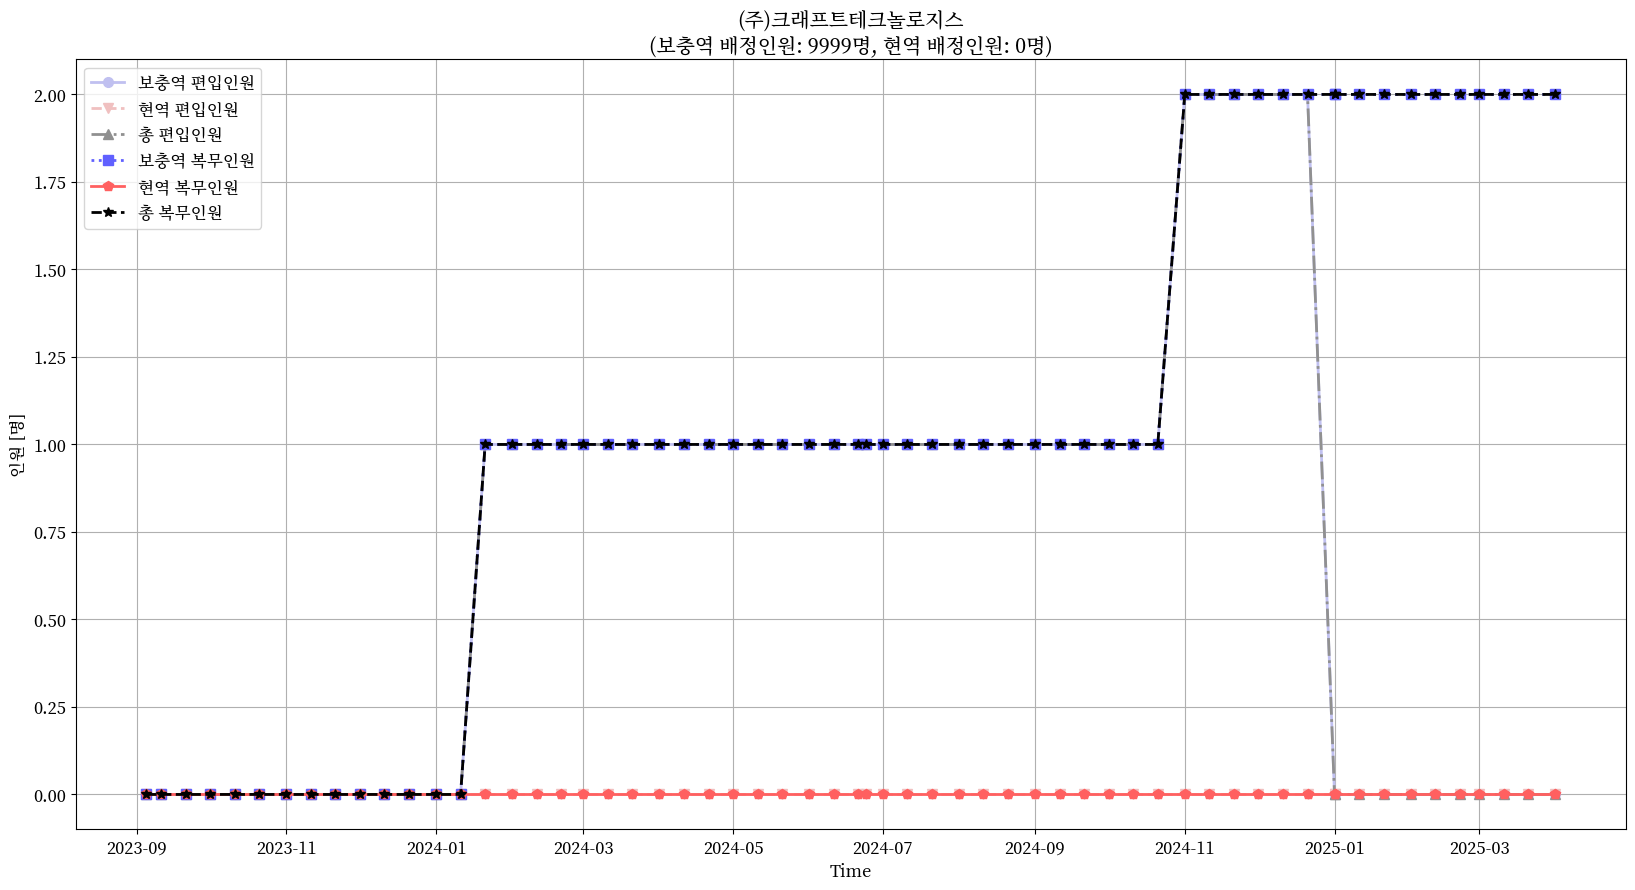 (주)크래프트테크놀로지스
(보충역 배정인원: 9999명, 현역 배정인원: 0명)
보충역 편입인원
현역 편입인원
총 편입인원
보충역 복무인원
현역 복무인원
총 복무인원
2.00
1.75
1.50
1.25
1.00
0.75
0.50
0.25
0.00
인원 [명]
2023-09 2023-11 2024-01 2024-03 2024-05 2024-07 2024-09 2024-11 2025-01 2025-03
Time